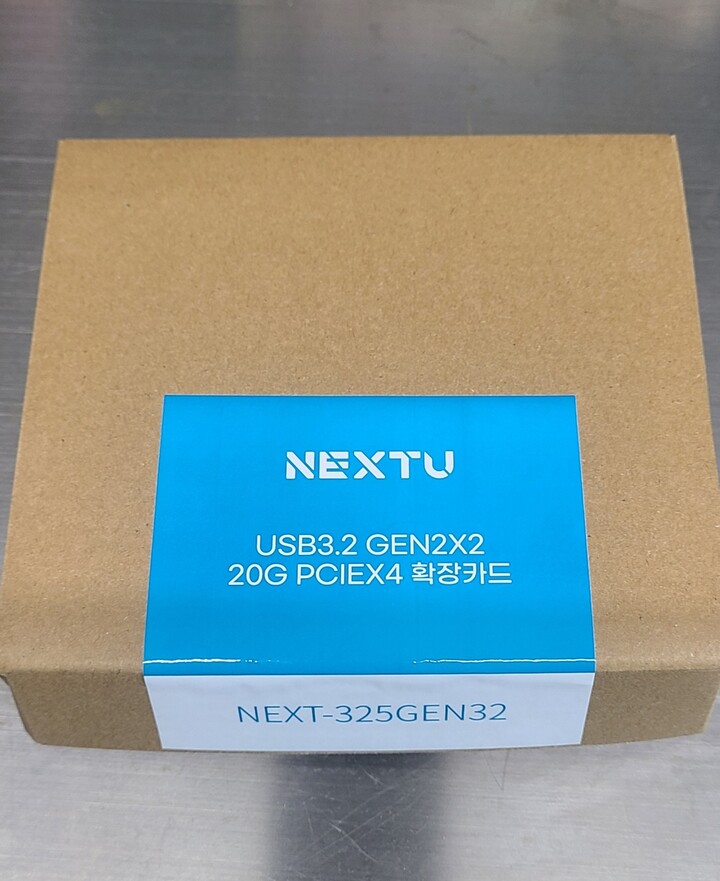 NEXTU
USB3.2 GEN2X2
20G PCIEX4 확장카드
NEXT-325GEN32